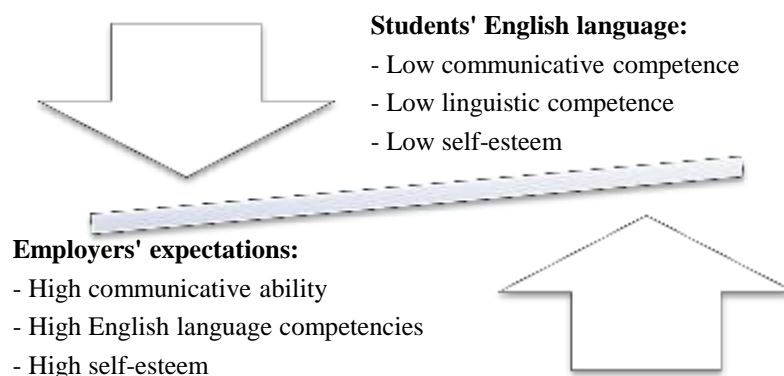 Students' English language:
- Low communicative competence
- Low linguistic competence
- Low self-esteem
Employers' expectations:
- High communicative ability
- High English language competencies
- High self-esteem